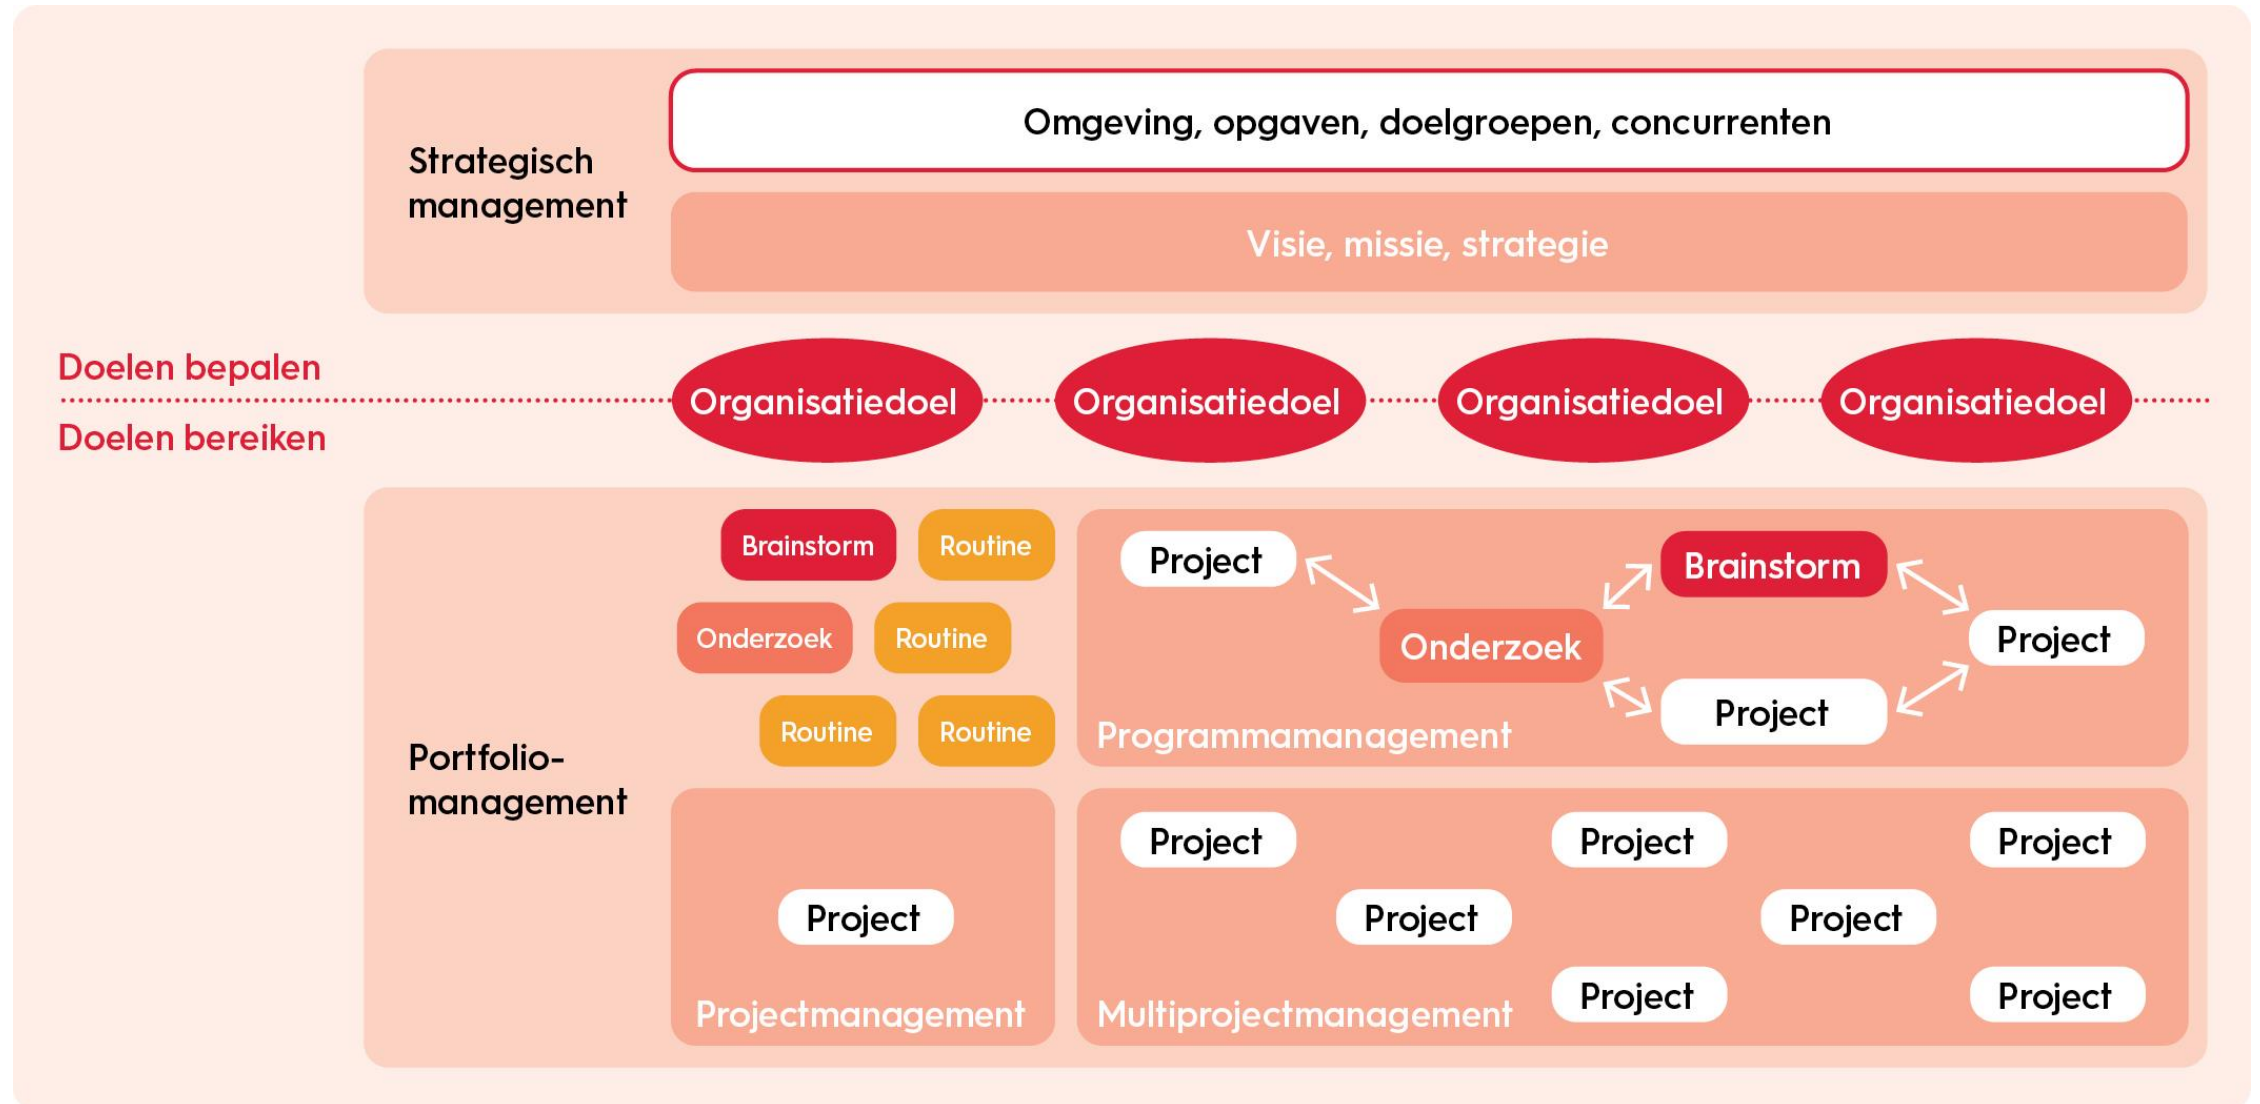 Omgeving, opgaven, doelgroepen, concurrenten
Strategisch
management
Visie, missie, strategie
Doelen bepalen
Organisatiedoel
Organisatiedoel
Organisatiedoel
Organisatiedoel
Doelen bereiken
Portfolio-
management
Brainstorm
Routine
Onderzoek
Routine
Routine
Routine
Project
Brainstorm
Onderzoek
Project
Project
Programmamanagement
Project
Projectmanagement
Project
Project
Project
Project
Project
Project
Project
Multiprojectmanagement